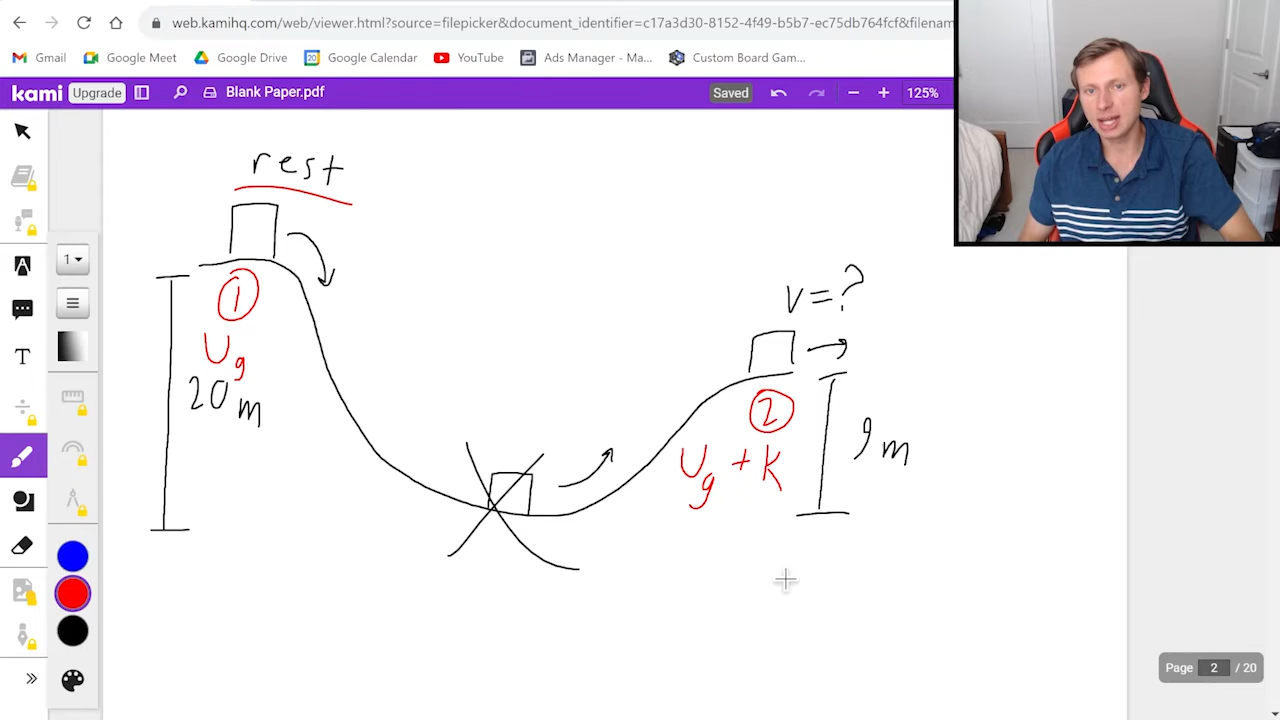 web.kamihq.com/web/viewer.html?source=filepicker&document_identifier=c17a3d30-8152-4f49-b5b7-ec75db764fcf&filenam
Gmail Google Meet Google Drive Google Calendar YouTube Ads Manager - Ma... Custom Board Gam...
kami Upgrade Blank Paper.pdf Saved 125%
rest
1
① 
v=?
Ug
20 m
②
9 m
Ug + K
T
Page 2 / 20